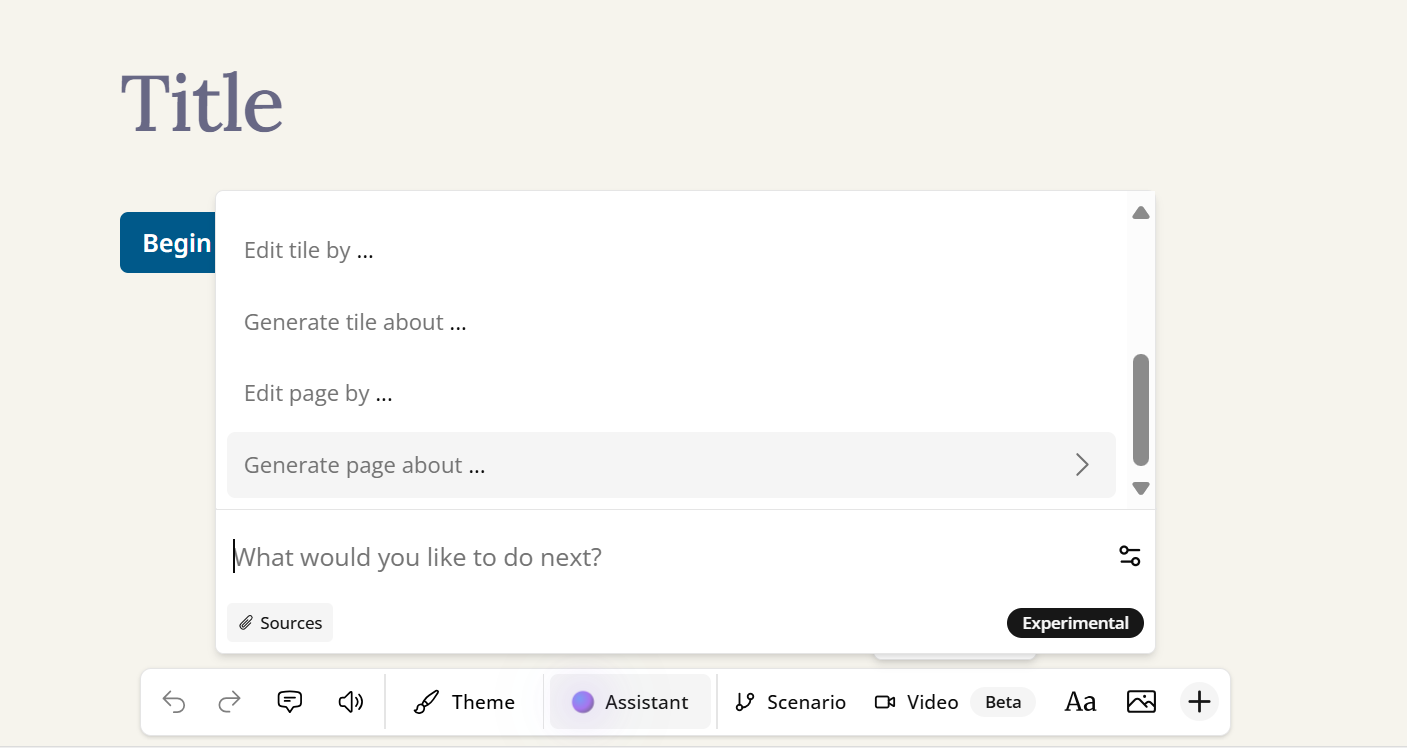 Title
Begin
Edit tile by ...
Generate tile about ...
Edit page by ...
Generate page about ...
What would you like to do next?
Sources
Experimental
Theme
Assistant
Scenario
Video
Beta
Aa